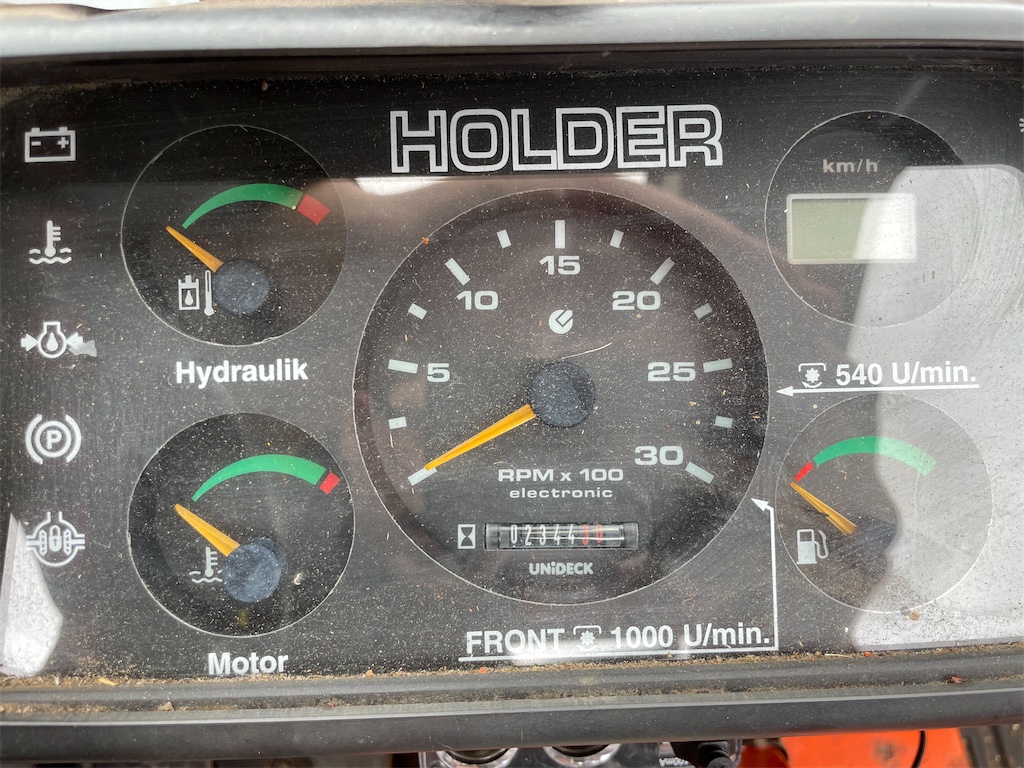 HOLDER
km/h
15
10
20
5
25
30
Hydraulik
540 U/min.
RPM x 100
electronic
P
UNiDECK
FRONT 1000 U/min.
Motor